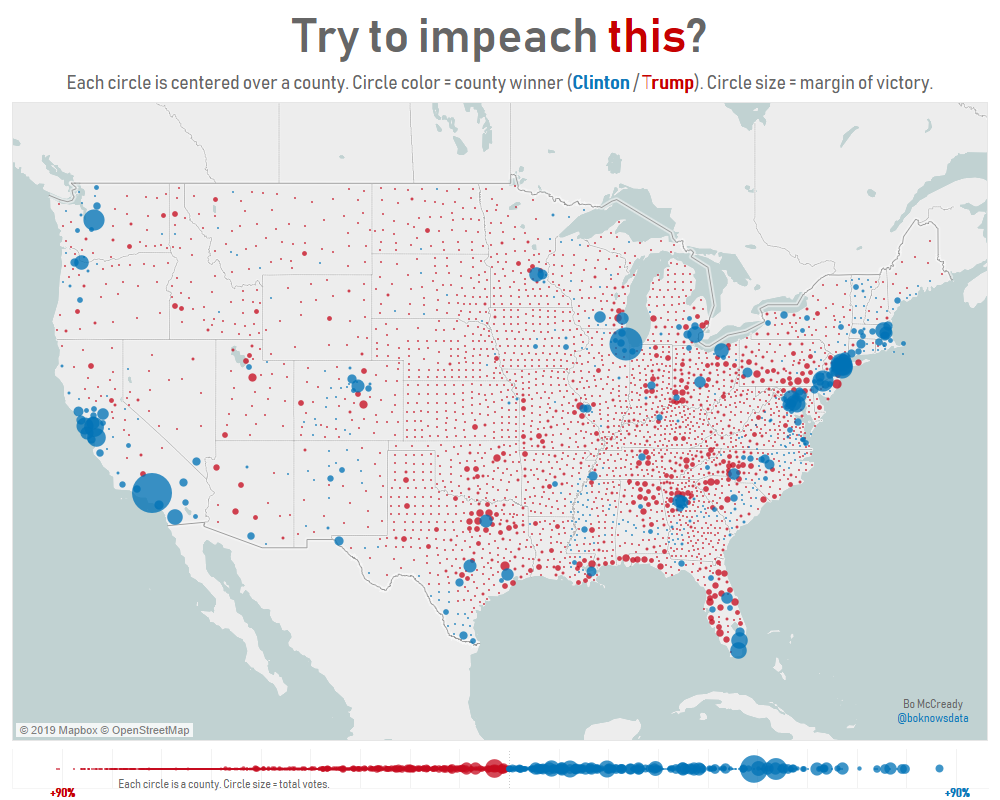 Try to impeach this?
Each circle is centered over a county. Circle color = county winner (Clinton / Trump). Circle size = margin of victory.
Bo McCready
@boknowsdata
© 2019 Mapbox © OpenStreetMap
Each circle is a county. Circle size = total votes.
+90%
+90%